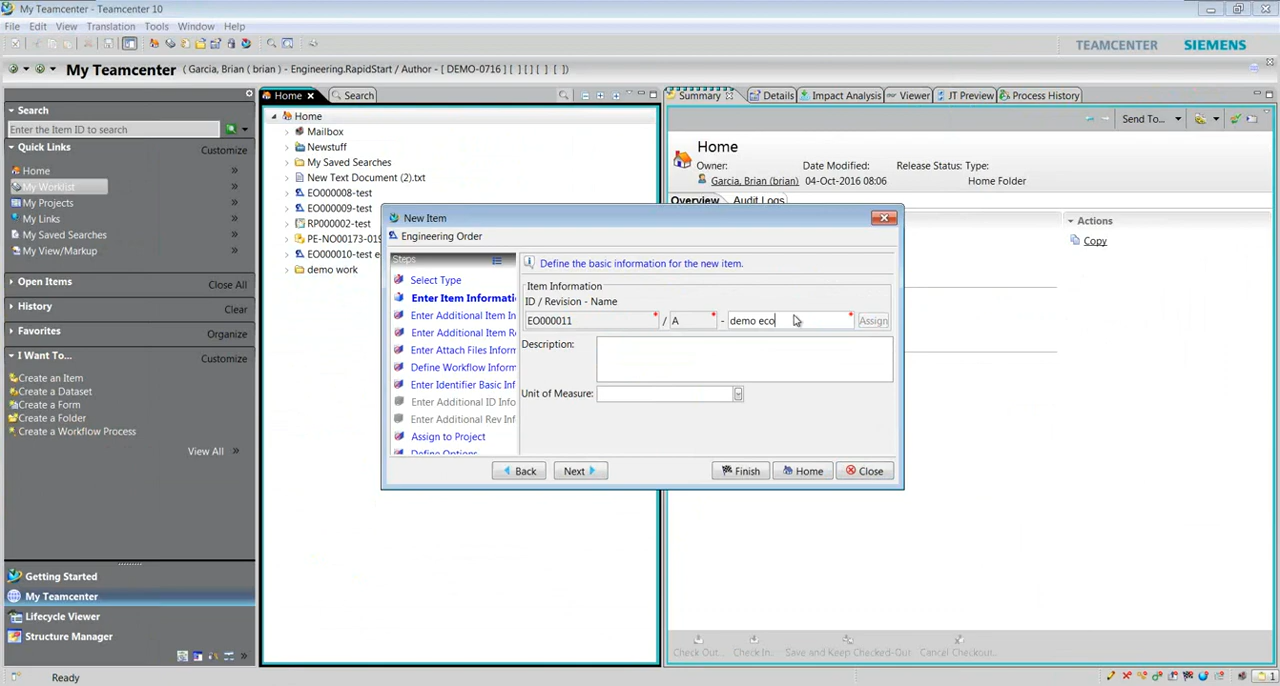 My Teamcenter - Teamcenter 10
File Edit View Translation Tools Window Help
TEAMCENTER SIEMENS
My Teamcenter ( Garcia, Brian ( brian ) - Engineering.RapidStart / Author - [ DEMO-0716 ] [ ] [ ] [ ] )
Search
Enter the Item ID to search
Quick Links
Customize
Home
My Worklist
My Projects
My Links
My Saved Searches
My View/Markup
Open Items
Close All
History
Clear
Favorites
Organize
I Want To...
Customize
Create an Item
Create a Dataset
Create a Form
Create a Folder
Create a Workflow Process
View All
Getting Started
My Teamcenter
Lifecycle Viewer
Structure Manager
Home Search
Home
Mailbox
Newstuff
My Saved Searches
New Text Document (2).txt
EO000008-test
EO000009-test
RP000002-test
PE-NO00173-019
EO000010-test e
demo work
Summary Details Impact Analysis Viewer JT Preview Process History
Send To...
Home
Owner: Date Modified: Release Status: Type:
Garcia, Brian (brian) 04-Oct-2016 08:06 Home Folder
Overview Audit Logs
Actions
Copy
New Item
Engineering Order
Steps
Select Type
Enter Item Informati
Enter Additional Item In
Enter Additional Item Re
Enter Attach Files Inform
Define Workflow Inform
Enter Identifier Basic Inf
Enter Additional ID Info
Enter Additional Rev Inf
Assign to Project
Define Options
Define the basic information for the new item.
Item Information
ID / Revision - Name
EO000011 * / A * - demo eco * Assign
Description:
Unit of Measure:
Back Next Finish Home Close
Check Out... Check In... Save and Keep Checked-Out Cancel Checkout...
Ready
1